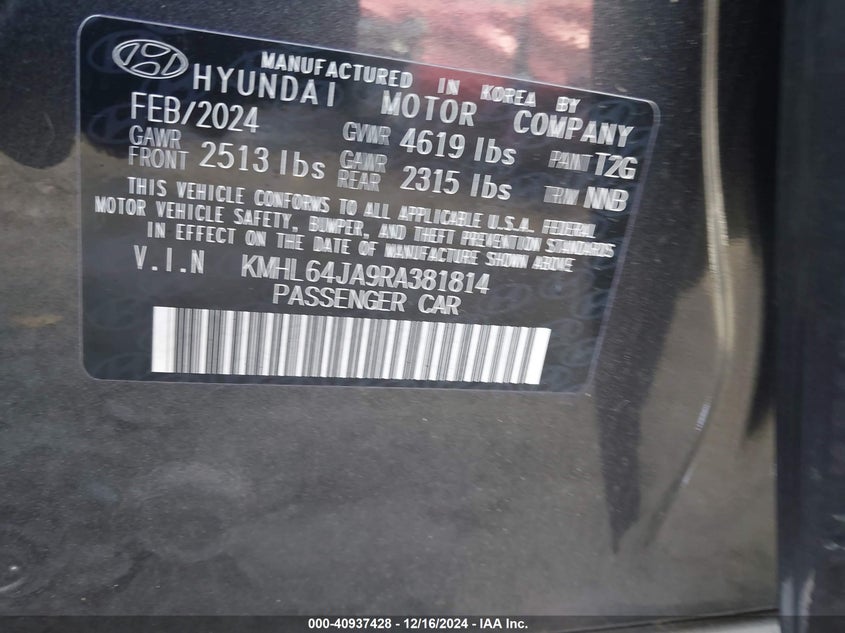 MANUFACTURED IN KOREA BY
HYUNDAI MOTOR COMPANY
FEB/2024 GVWR 4619 lbs PAINT T2G
GAWR FRONT 2513 lbs GAWR REAR 2315 lbs TRIM NNB
THIS VEHICLE CONFORMS TO ALL APPLICABLE U.S.A. FEDERAL
MOTOR VEHICLE SAFETY, BUMPER, AND THEFT PREVENTION STANDARDS
IN EFFECT ON THE DATE OF MANUFACTURE SHOWN ABOVE
V.I.N KMHL64JA9RA381814
PASSENGER CAR
000-40937428 - 12/16/2024 - IAA Inc.